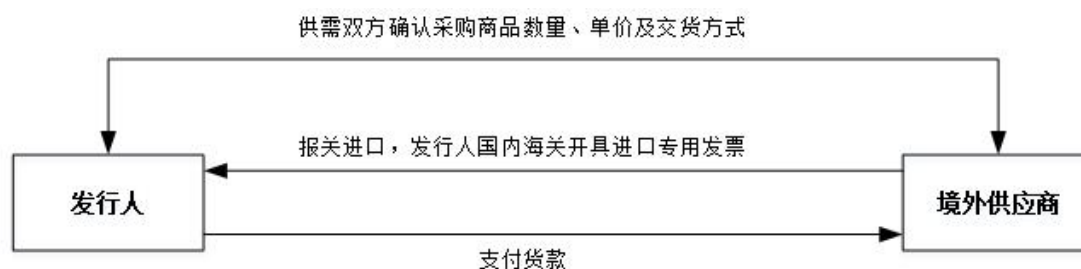 供需双方确认采购商品数量、单价及交货方式
报关进口，发行人国内海关开具进口专用发票
发行人
境外供应商
支付货款